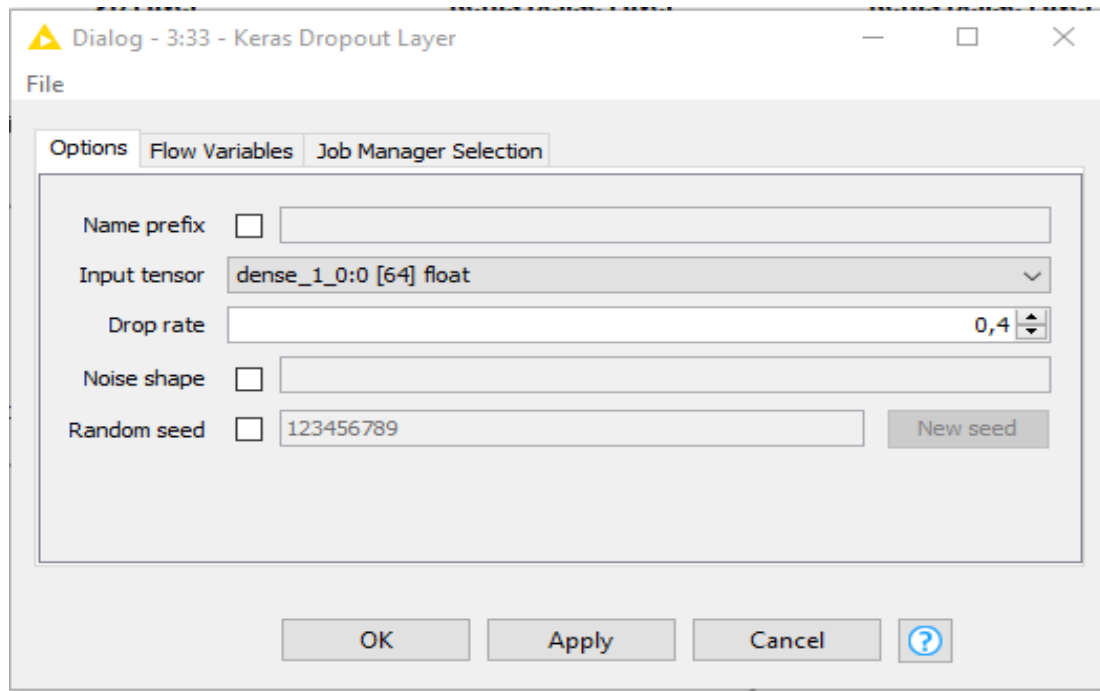 Dialog - 3:33 - Keras Dropout Layer
File
Options Flow Variables Job Manager Selection
Name prefix
Input tensor dense_1_0:0 [64] float
Drop rate 0,4
Noise shape
Random seed 123456789 New seed
OK Apply Cancel ?